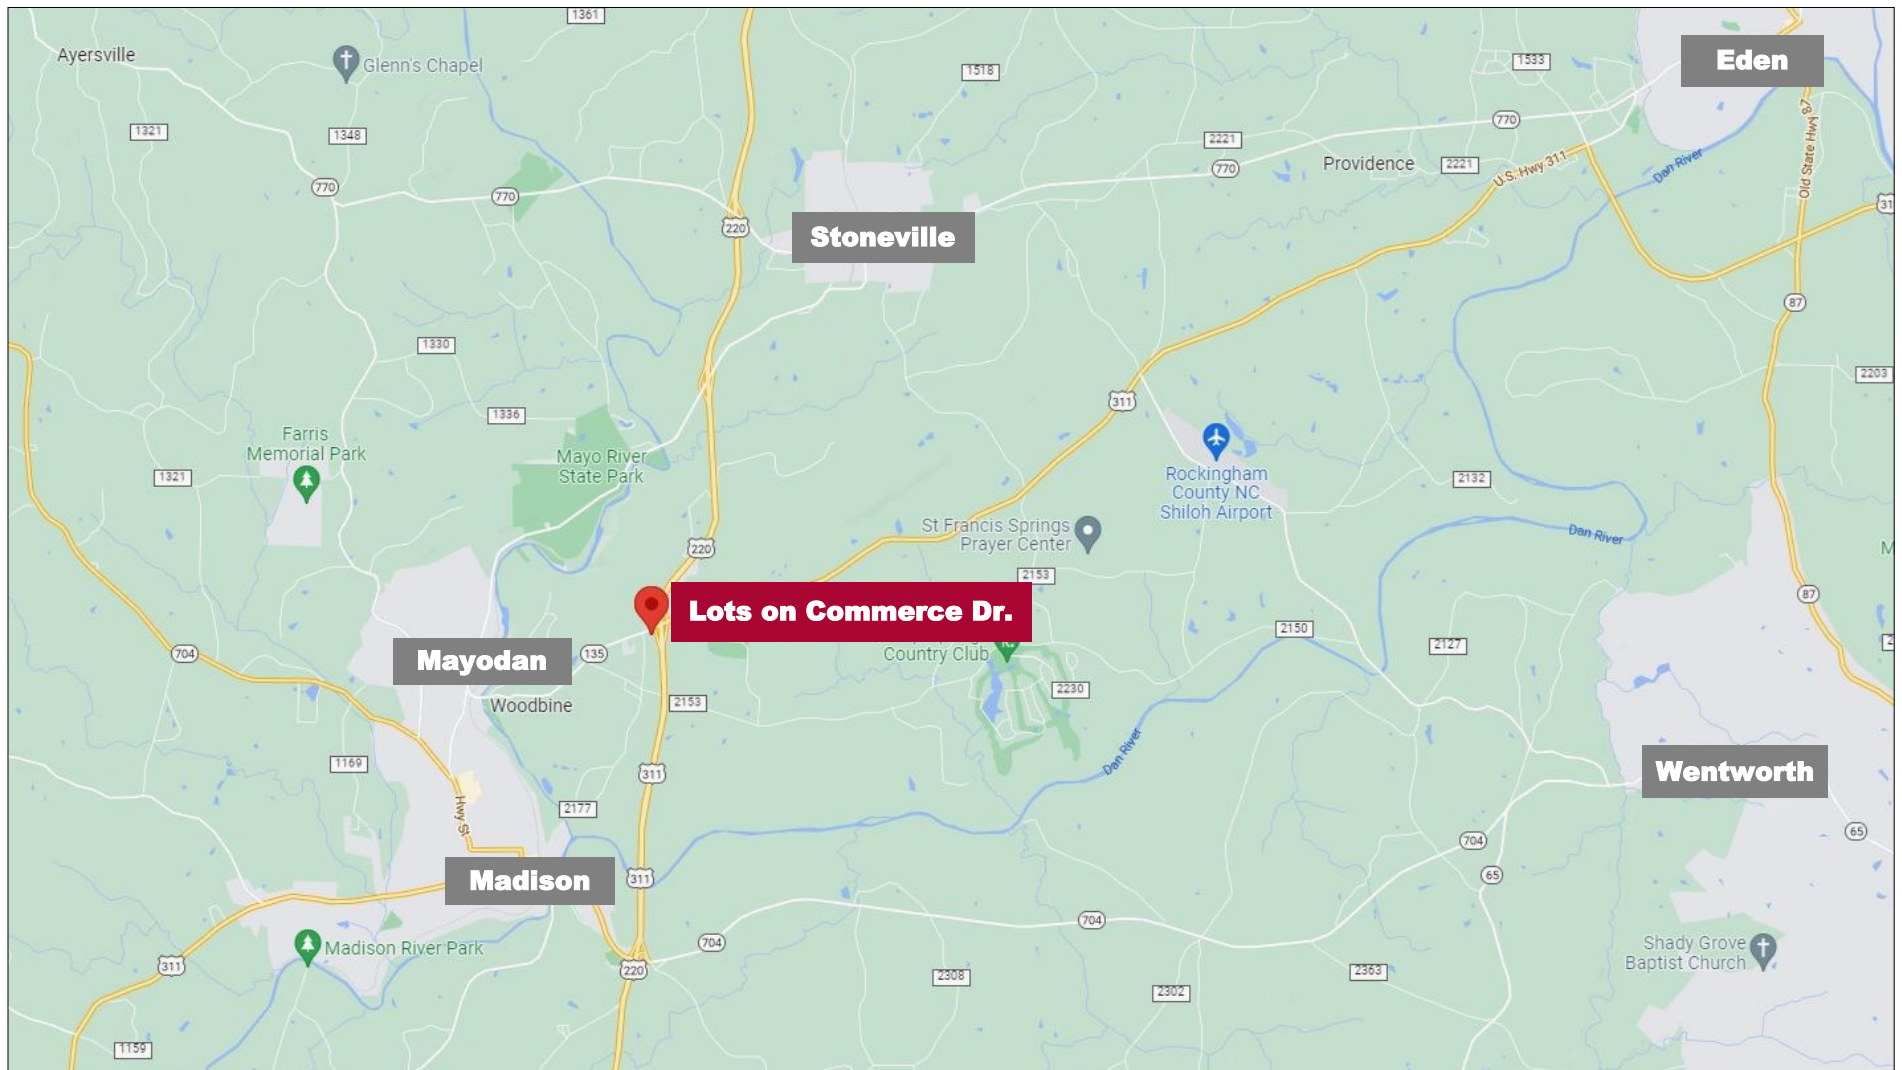 1361
Ayersville
Glenn's Chapel
1518
1533
Eden
1321
1348
770
2221
87
Old State Hwy
770
770
770
Providence
2221
U.S. Hwy 311
Dan River
220
Stoneville
31
87
1330
2203
311
1336
Farris
Memorial Park
Mayo River
State Park
1321
Rockingham
County NC
Shiloh Airport
2132
St Francis Springs
Prayer Center
Dan River
220
M
2153
87
Lots on Commerce Dr.
704
Mayodan
135
Country Club
2150
2127
2
Woodbine
2153
2230
Dan River
1169
311
Wentworth
Hwy St
2177
704
65
Madison
311
65
704
704
Madison River Park
311
220
2308
2302
2363
Shady Grove
Baptist Church
1159